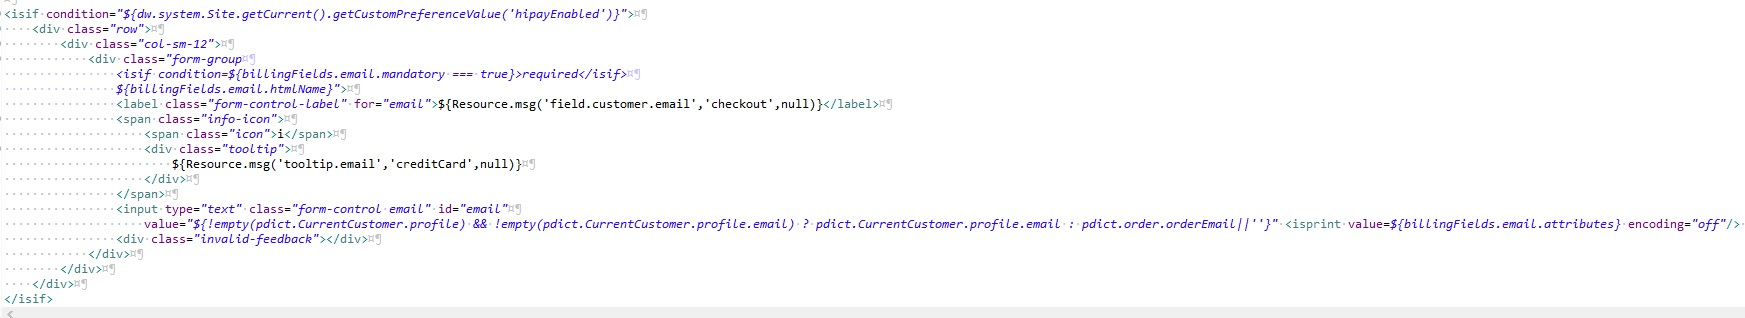 <isif condition="${dw.system.Site.getCurrent().getCustomPreferenceValue('hipayEnabled')}">
<div class="row">
<div class="col-sm-12">
<div class="form-group
<isif condition=${billingFields.email.mandatory === true}>required</isif>
${billingFields.email.htmlName}">
<label class="form-control-label" for="email">${Resource.msg('field.customer.email','checkout',null)}</label>
<span class="info-icon">
<span class="icon">i</span>
<div class="tooltip">
${Resource.msg('tooltip.email','creditCard',null)}
</div>
</span>
<input type="text" class="form-control email" id="email"
value="${!empty(pdict.CurrentCustomer.profile) && !empty(pdict.CurrentCustomer.profile.email) ? pdict.CurrentCustomer.profile.email : pdict.order.orderEmail||''}" <isprint value=${billingFields.email.attributes} encoding="off"/>
<div class="invalid-feedback"></div>
</div>
</div>
</div>
</isif>